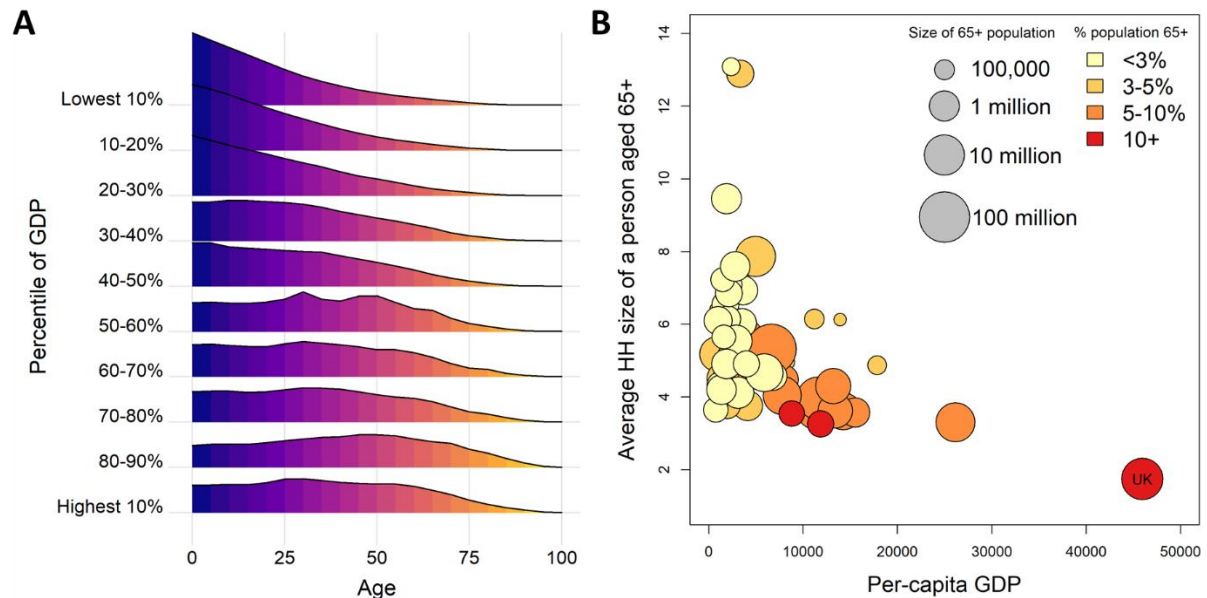 A
Percentile of GDP
Lowest 10%
10-20%
20-30%
30-40%
40-50%
50-60%
60-70%
70-80%
80-90%
Highest 10%
0 25 50 75 100
Age
B
Average HH size of a person aged 65+
14
12
10
8
6
4
2
Size of 65+ population
100,000
1 million
10 million
100 million
% population 65+
<3%
3-5%
5-10%
10+
UK
0 10000 20000 30000 40000 50000
Per-capita GDP